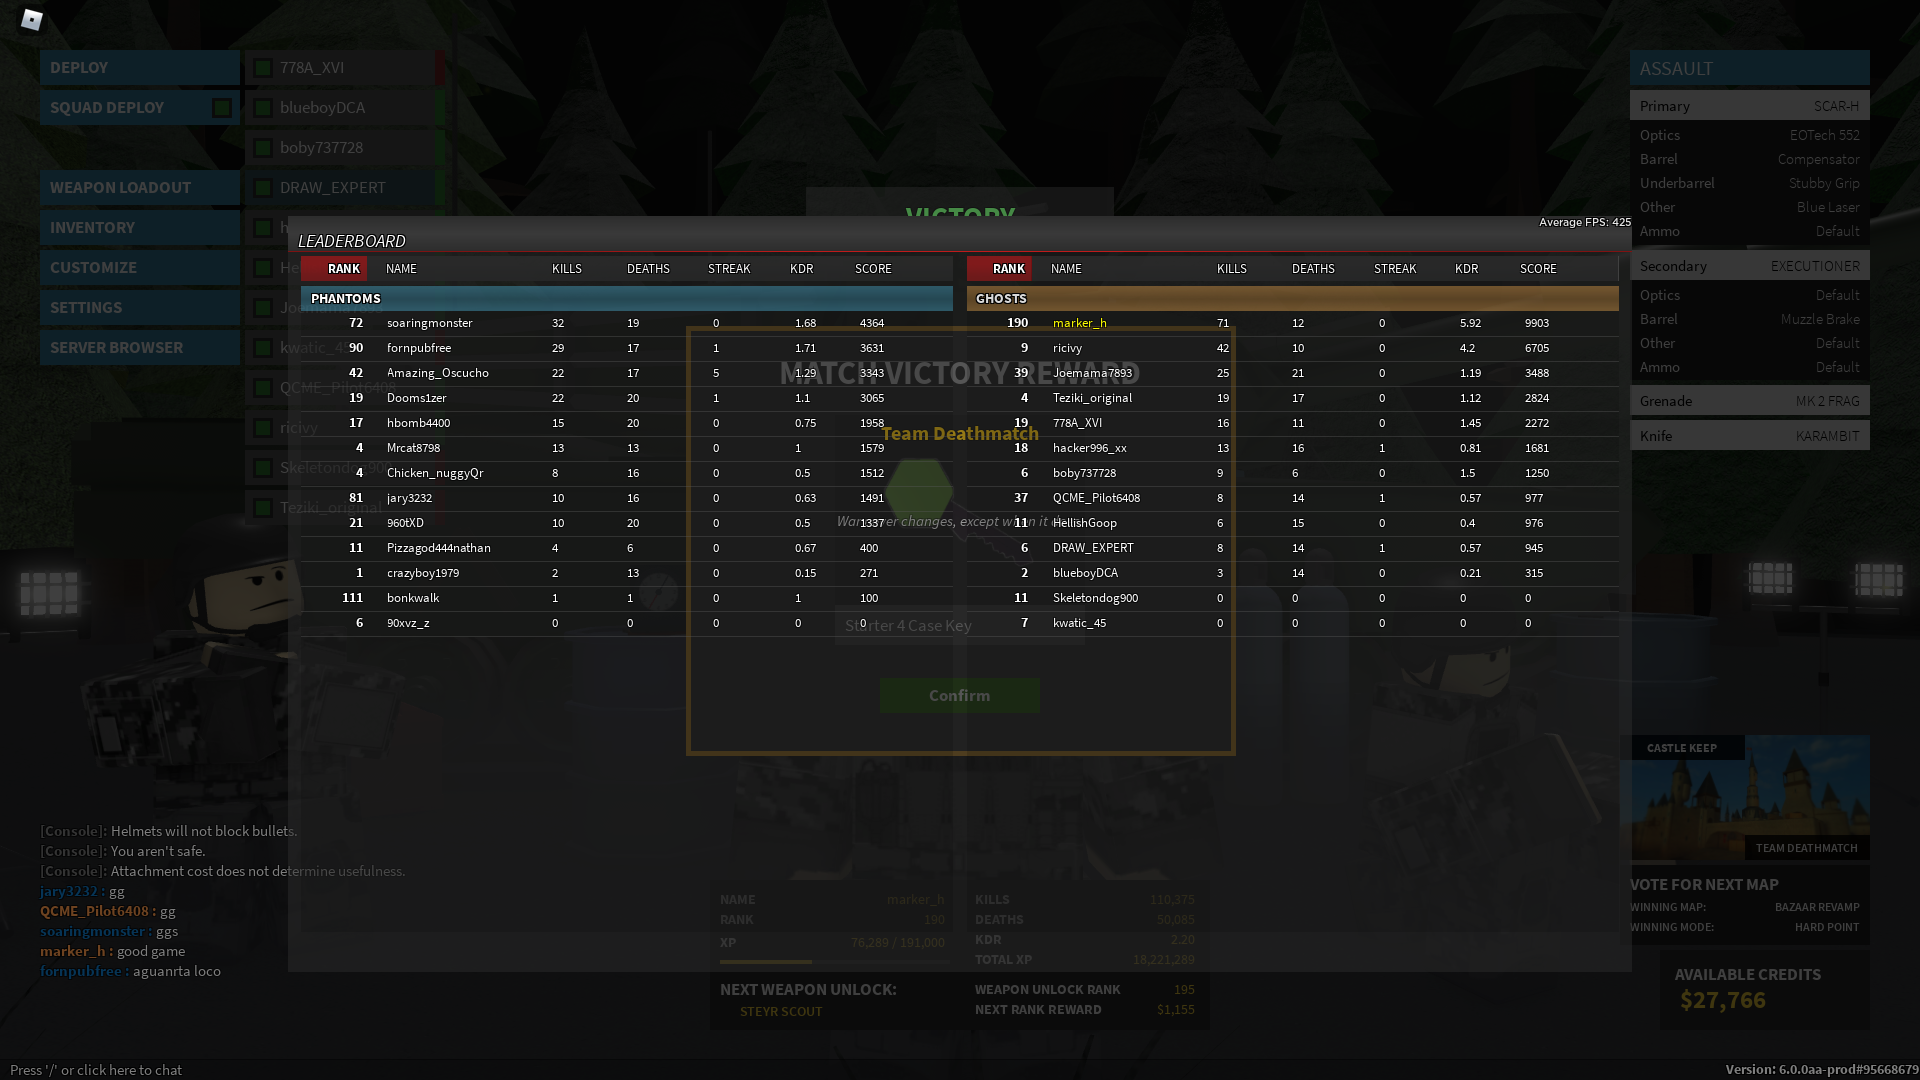 DEPLOY
SQUAD DEPLOY
WEAPON LOADOUT
INVENTORY
CUSTOMIZE
SETTINGS
SERVER BROWSER
778A_XVI
blueboyDCA
boby737728
DRAW_EXPERT
QCME_Pilot6408
ricivy
Teziki_original
VICTORY
Average FPS: 425
LEADERBOARD
RANK NAME KILLS DEATHS STREAK KDR SCORE
PHANTOMS
72 soaringmonster 32 19 0 1.68 4364
90 fornpubfree 29 17 1 1.71 3631
42 Amazing_Oscucho 22 17 5 1.29 3343
19 Dooms1zer 22 20 1 1.1 3065
17 hbomb4400 15 20 0 0.75 1958
4 Mrcat8798 13 13 0 1 1579
4 Chicken_nuggyQr 8 16 0 0.5 1512
81 jary3232 10 16 0 0.63 1491
21 960tXD 10 20 0 0.5 1337
11 Pizzagod444nathan 4 6 0 0.67 400
1 crazyboy1979 2 13 0 0.15 271
111 bonkwalk 1 1 0 1 100
6 90xvz_z 0 0 0 0 0
RANK NAME KILLS DEATHS STREAK KDR SCORE
GHOSTS
190 marker_h 71 12 0 5.92 9903
9 ricivy 42 10 0 4.2 6705
39 Joemama7893 25 21 0 1.19 3488
4 Teziki_original 19 17 0 1.12 2824
19 778A_XVI 16 11 0 1.45 2272
18 hacker996_xx 13 16 1 0.81 1681
6 boby737728 9 6 0 1.5 1250
37 QCME_Pilot6408 8 14 1 0.57 977
11 HellishGoop 6 15 0 0.4 976
6 DRAW_EXPERT 8 14 1 0.57 945
2 blueboyDCA 3 14 0 0.21 315
11 Skeletondog900 0 0 0 0 0
7 kwatic_45 0 0 0 0 0
MATCH VICTORY REWARD
Team Deathmatch
changes, except when it
Starter 4 Case Key
Confirm
ASSAULT
Primary SCAR-H
Optics EOTech 552
Barrel Compensator
Underbarrel Stubby Grip
Other Blue Laser
Ammo Default
Secondary EXECUTIONER
Optics Default
Barrel Muzzle Brake
Other Default
Ammo Default
Grenade MK 2 FRAG
Knife KARAMBIT
CASTLE KEEP
TEAM DEATHMATCH
VOTE FOR NEXT MAP
WINNING MAP: BAZAAR REVAMP
WINNING MODE: HARD POINT
AVAILABLE CREDITS
$27,766
[Console]: Helmets will not block bullets.
[Console]: You aren't safe.
[Console]: Attachment cost does not determine usefulness.
jary3232 : gg
QCME_Pilot6408 : gg
soaringmonster : ggs
marker_h : good game
fornpubfree : aguanrta loco
NAME marker_h
RANK 190
XP 76,289 / 191,000
NEXT WEAPON UNLOCK:
STEYR SCOUT
KILLS 110,375
DEATHS 50,085
KDR 2.20
TOTAL XP 18,221,289
WEAPON UNLOCK RANK 195
NEXT RANK REWARD $1,155
Press '/' or click here to chat
Version: 6.0.0aa-prod#95668679